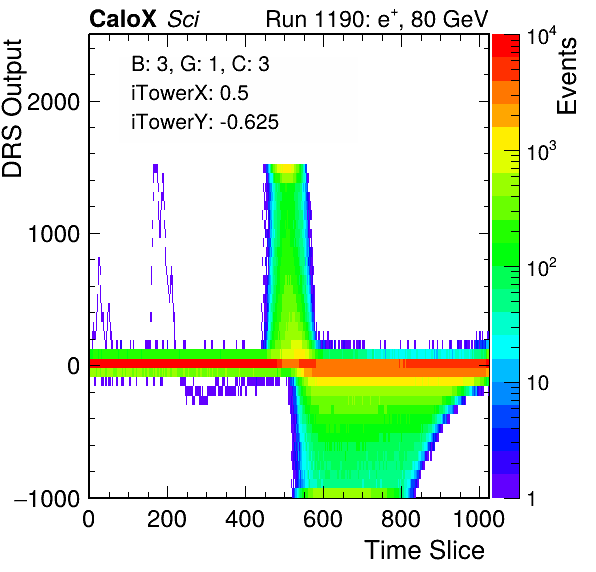 CaloX Sci Run 1190: e⁺, 80 GeV
B: 3, G: 1, C: 3
iTowerX: 0.5
iTowerY: -0.625
DRS Output
2000
1000
0
−1000
0 200 400 600 800 1000
Time Slice
Events
10⁴
10³
10²
10
1